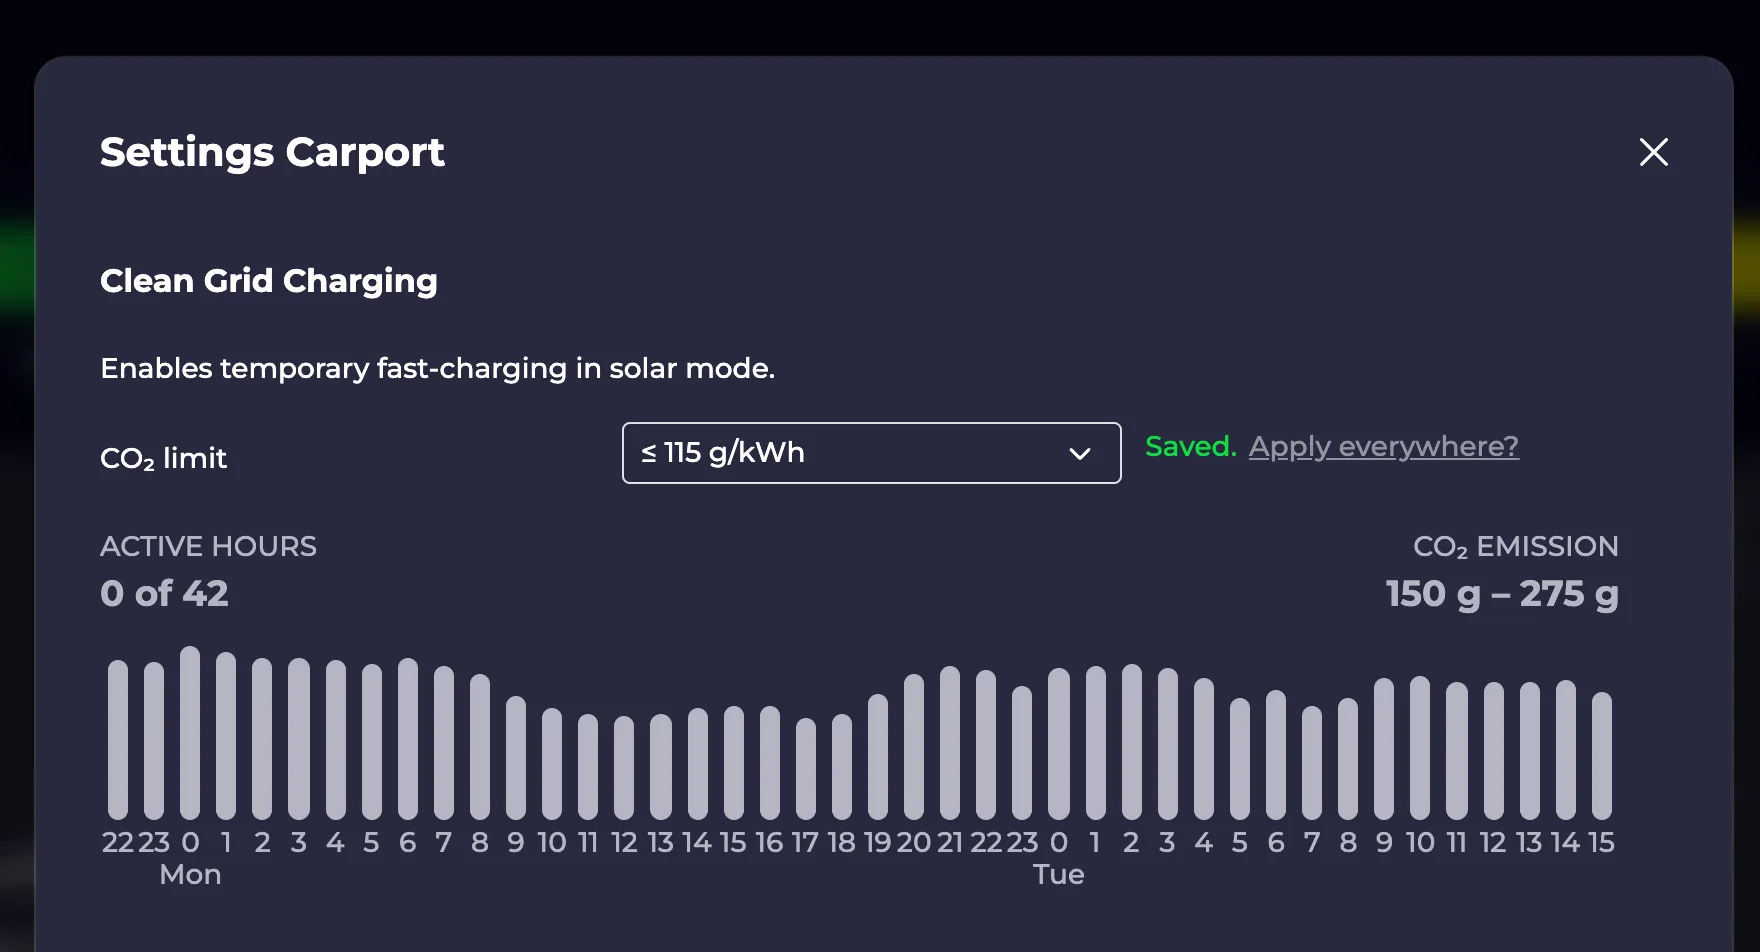 Settings Carport
Clean Grid Charging
Enables temporary fast-charging in solar mode.
CO₂ limit
≤ 115 g/kWh
Saved. Apply everywhere?
ACTIVE HOURS
CO₂ EMISSION
0 of 42
150 g – 275 g
22 23 0 1 2 3 4 5 6 7 8 9 10 11 12 13 14 15 16 17 18 19 20 21 22 23 0 1 2 3 4 5 6 7 8 9 10 11 12 13 14 15
Mon Tue